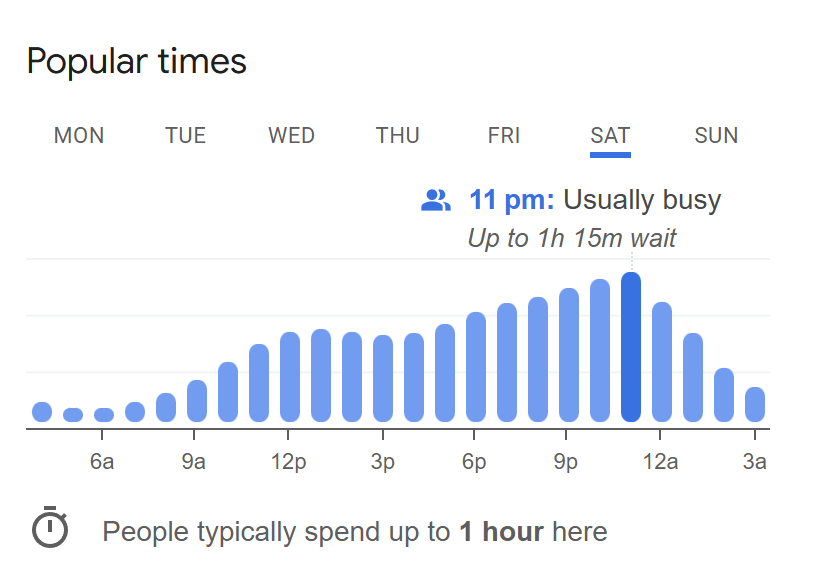 Popular times
MON TUE WED THU FRI SAT SUN
11 pm: Usually busy
Up to 1h 15m wait
6a 9a 12p 3p 6p 9p 12a 3a
People typically spend up to 1 hour here